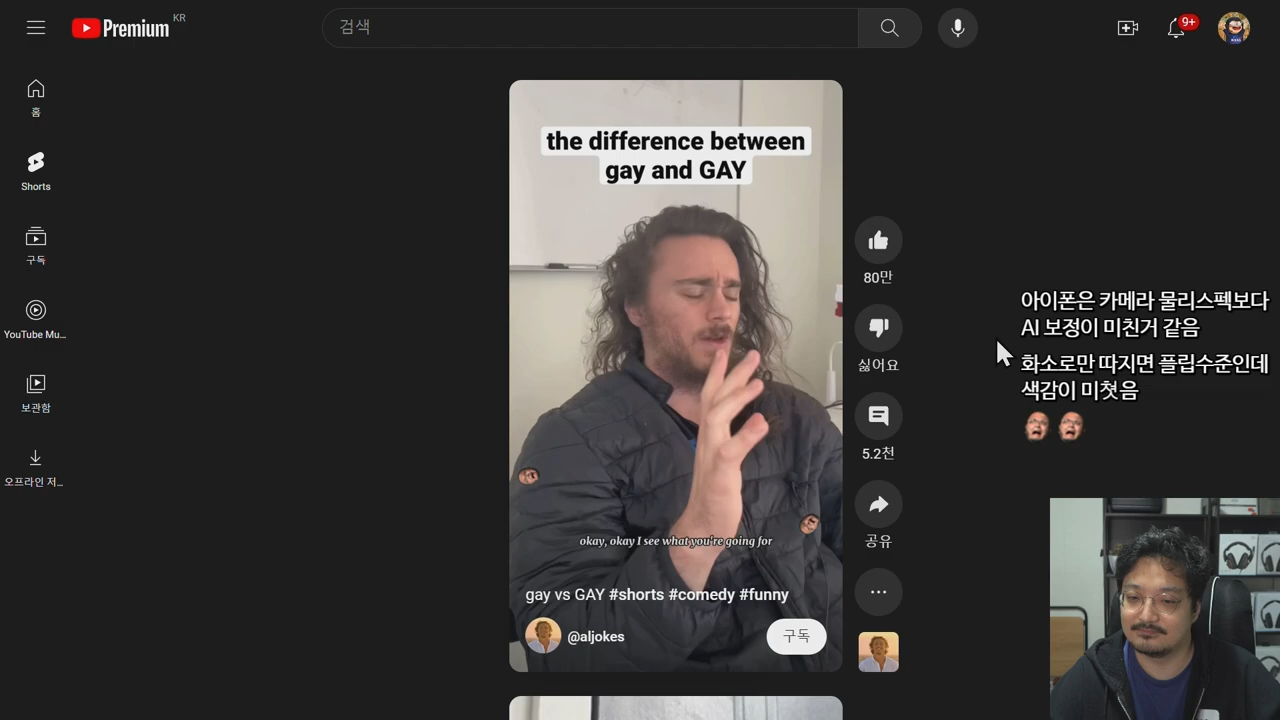 Premium
KR
검색
9+
홈
Shorts
구독
YouTube Mu...
보관함
오프라인 저...
the difference between
gay and GAY
okay, okay I see what you're going for
gay vs GAY #shorts #comedy #funny
@aljokes
구독
80만
싫어요
5.2천
공유
아이폰은 카메라 물리스펙보다
AI 보정이 미친거 같음
화소로만 따지면 플립수준인데
색감이 미쳣음